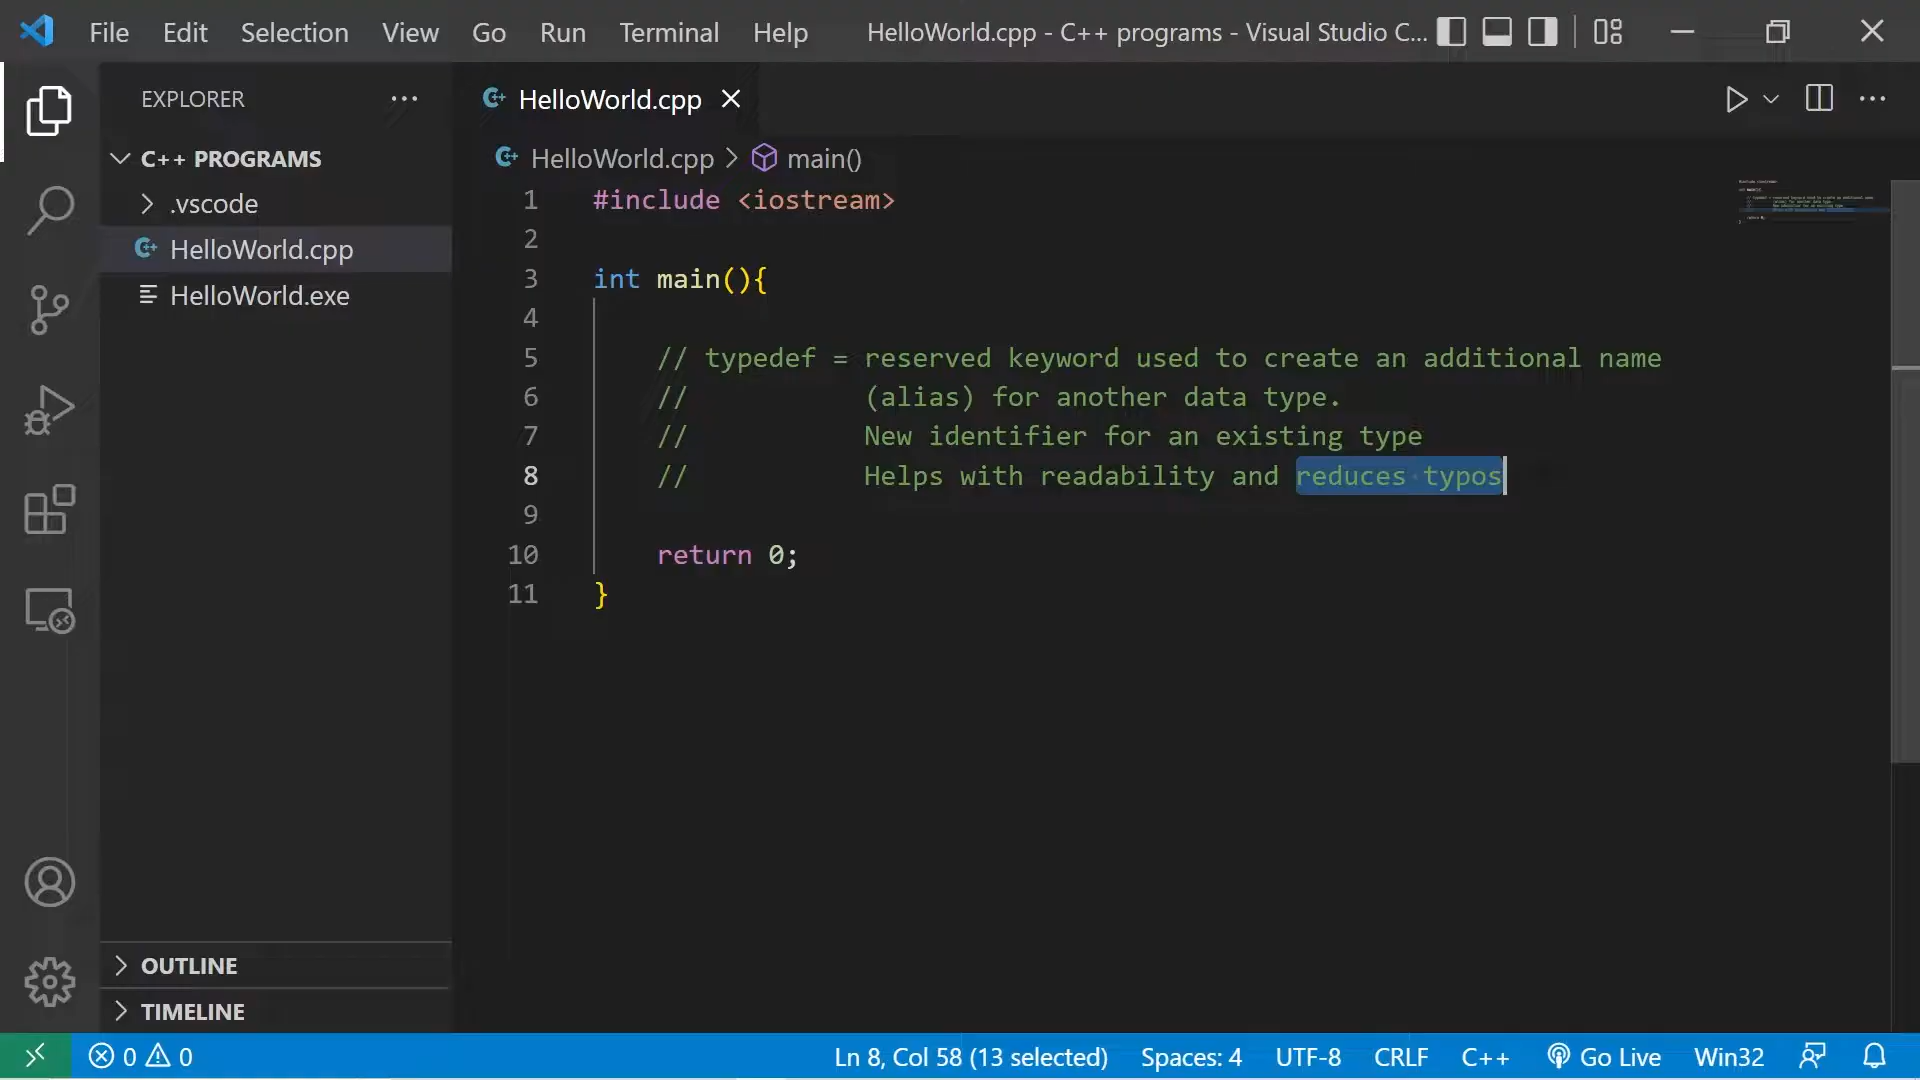 File Edit Selection View Go Run Terminal Help HelloWorld.cpp - C++ programs - Visual Studio C...
EXPLORER
C++ PROGRAMS
.vscode
HelloWorld.cpp
HelloWorld.exe
OUTLINE
TIMELINE
HelloWorld.cpp
HelloWorld.cpp > main()
1 #include <iostream>
2
3 int main(){
4
5 // typedef = reserved keyword used to create an additional name
6 // (alias) for another data type.
7 // New identifier for an existing type
8 // Helps with readability and reduces typos
9
10 return 0;
11 }
0 0 Ln 8, Col 58 (13 selected) Spaces: 4 UTF-8 CRLF C++ Go Live Win32